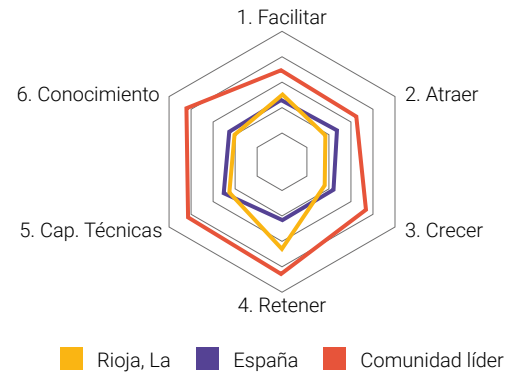 1. Facilitar
6. Conocimiento
2. Atraer
5. Cap. Técnicas
3. Crecer
4. Retener
Rioja, La
España
Comunidad líder